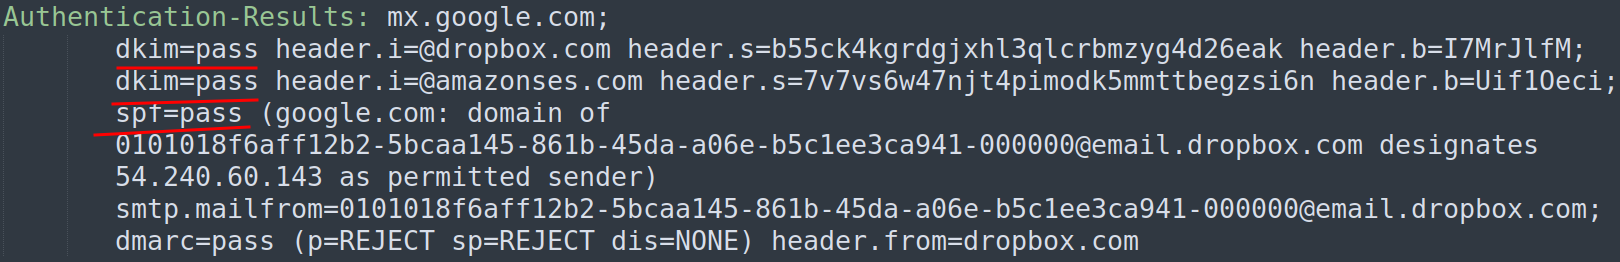 Authentication-Results: mx.google.com;
dkim=pass header.i=@dropbox.com header.s=b55ck4kgrdgjxhl3qlcrbmzyg4d26eak header.b=I7MrJlfM;
dkim=pass header.i=@amazonses.com header.s=7v7vs6w47njt4pimodk5mmttbegzsi6n header.b=Uif1Oeci;
spf=pass (google.com: domain of
0101018f6aff12b2-5bcaa145-861b-45da-a06e-b5c1ee3ca941-000000@email.dropbox.com designates
54.240.60.143 as permitted sender)
smtp.mailfrom=0101018f6aff12b2-5bcaa145-861b-45da-a06e-b5c1ee3ca941-000000@email.dropbox.com;
dmarc=pass (p=REJECT sp=REJECT dis=NONE) header.from=dropbox.com